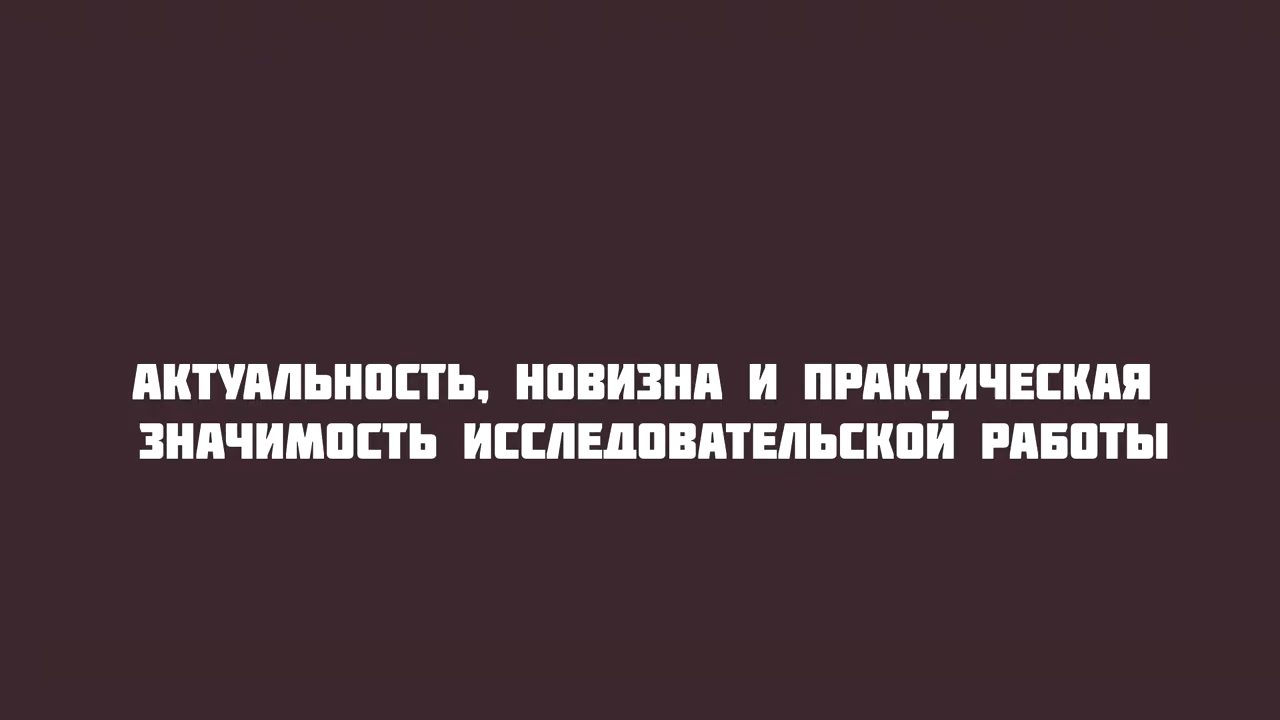 АКТУАЛЬНОСТЬ, НОВИЗНА И ПРАКТИЧЕСКАЯ
ЗНАЧИМОСТЬ ИССЛЕДОВАТЕЛЬСКОЙ РАБОТЫ